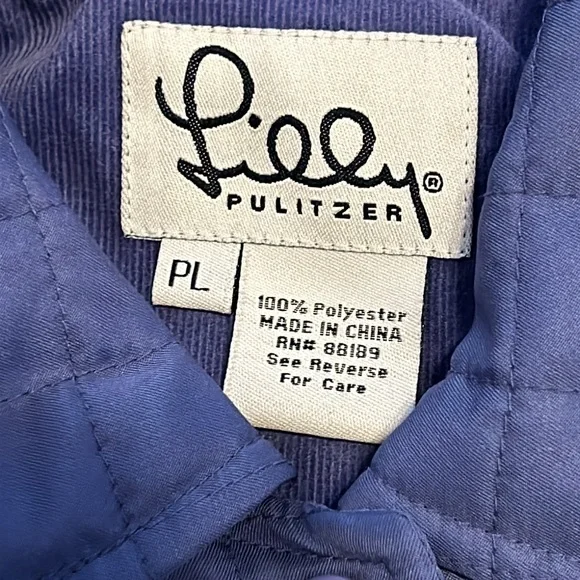 Lilly®
PULITZER
PL
100% Polyester
MADE IN CHINA
RN# 88189
See Reverse
For Care